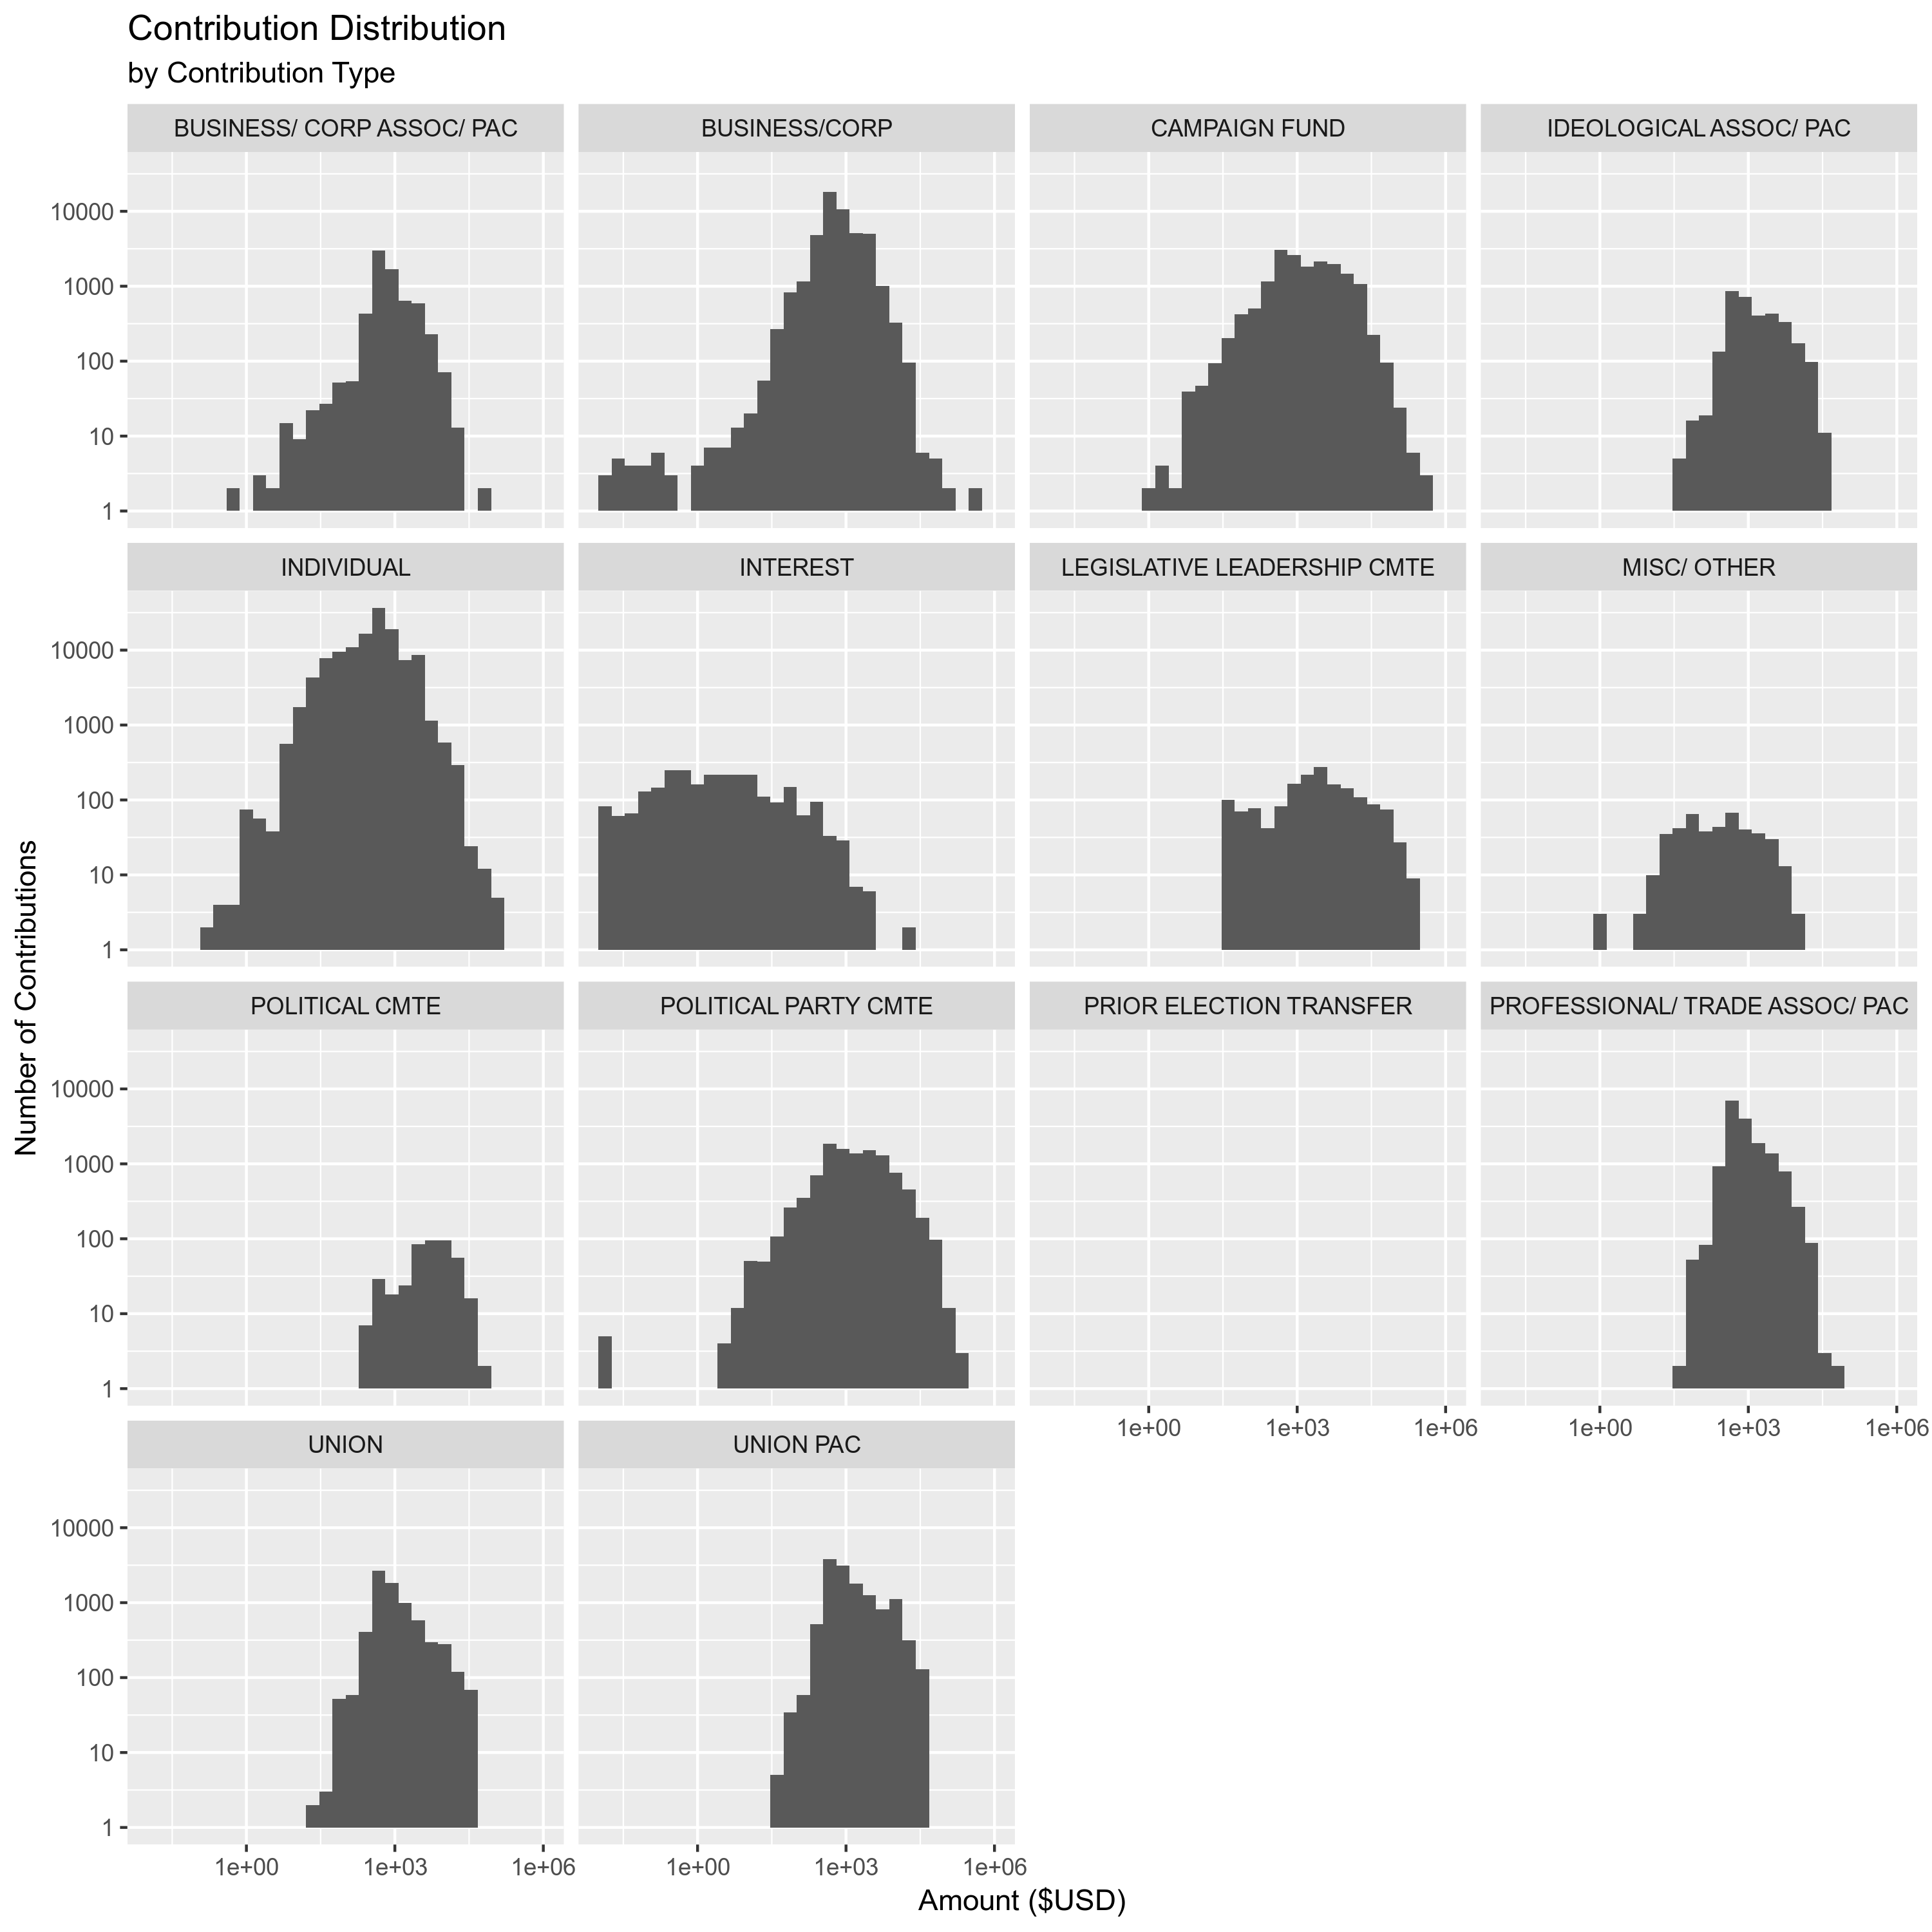 Contribution Distribution
by Contribution Type
BUSINESS/ CORP ASSOC/ PAC
BUSINESS/CORP
CAMPAIGN FUND
IDEOLOGICAL ASSOC/ PAC
10000
1000
100
10
1
INDIVIDUAL
INTEREST
LEGISLATIVE LEADERSHIP CMTE
MISC/ OTHER
10000
1000
100
10
1
Number of Contributions
POLITICAL CMTE
POLITICAL PARTY CMTE
PRIOR ELECTION TRANSFER
PROFESSIONAL/ TRADE ASSOC/ PAC
10000
1000
100
10
1
1e+00 1e+03 1e+06
1e+00 1e+03 1e+06
UNION
UNION PAC
10000
1000
100
10
1
1e+00 1e+03 1e+06
1e+00 1e+03 1e+06
Amount ($USD)